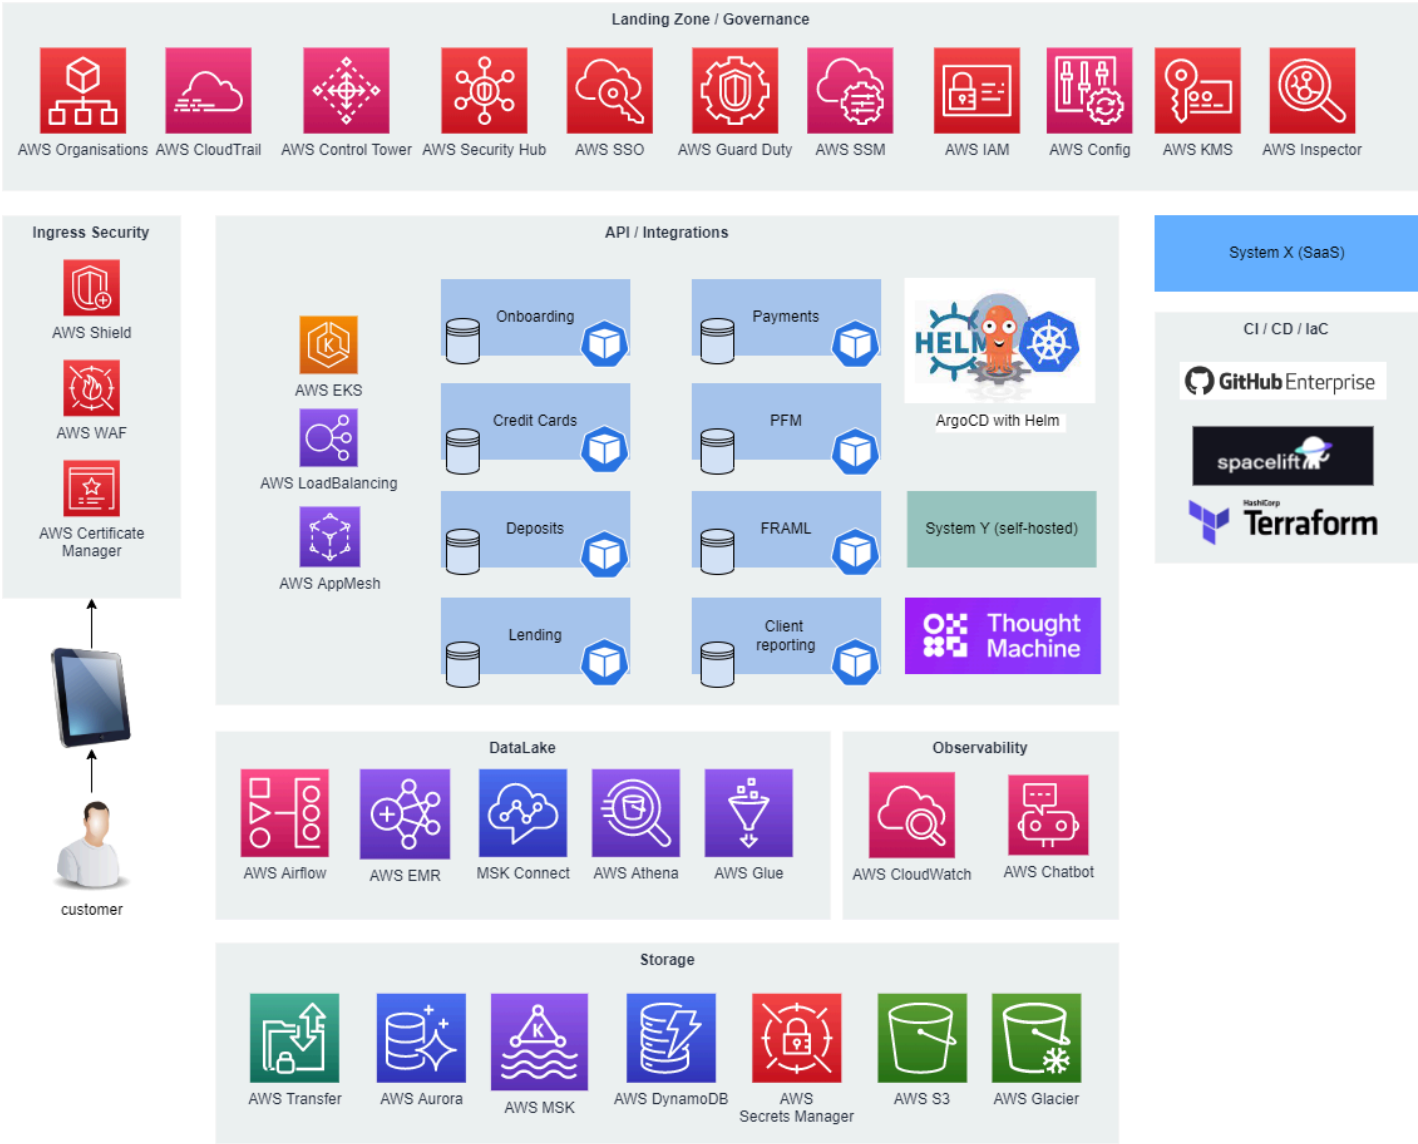 Landing Zone / Governance
AWS Organisations
AWS CloudTrail
AWS Control Tower
AWS Security Hub
AWS SSO
AWS Guard Duty
AWS SSM
AWS IAM
AWS Config
AWS KMS
AWS Inspector
Ingress Security
AWS Shield
AWS WAF
AWS Certificate
Manager
customer
API / Integrations
K
AWS EKS
AWS LoadBalancing
AWS AppMesh
Onboarding
Payments
Credit Cards
PFM
Deposits
FRAML
Lending
Client
reporting
HELM
ArgoCD with Helm
System Y (self-hosted)
Thought
Machine
System X (SaaS)
CI / CD / IaC
GitHub Enterprise
spacelift
HashiCorp
Terraform
DataLake
AWS Airflow
AWS EMR
MSK Connect
AWS Athena
AWS Glue
Observability
AWS CloudWatch
AWS Chatbot
Storage
AWS Transfer
AWS Aurora
K
AWS MSK
AWS DynamoDB
AWS
Secrets Manager
AWS S3
AWS Glacier